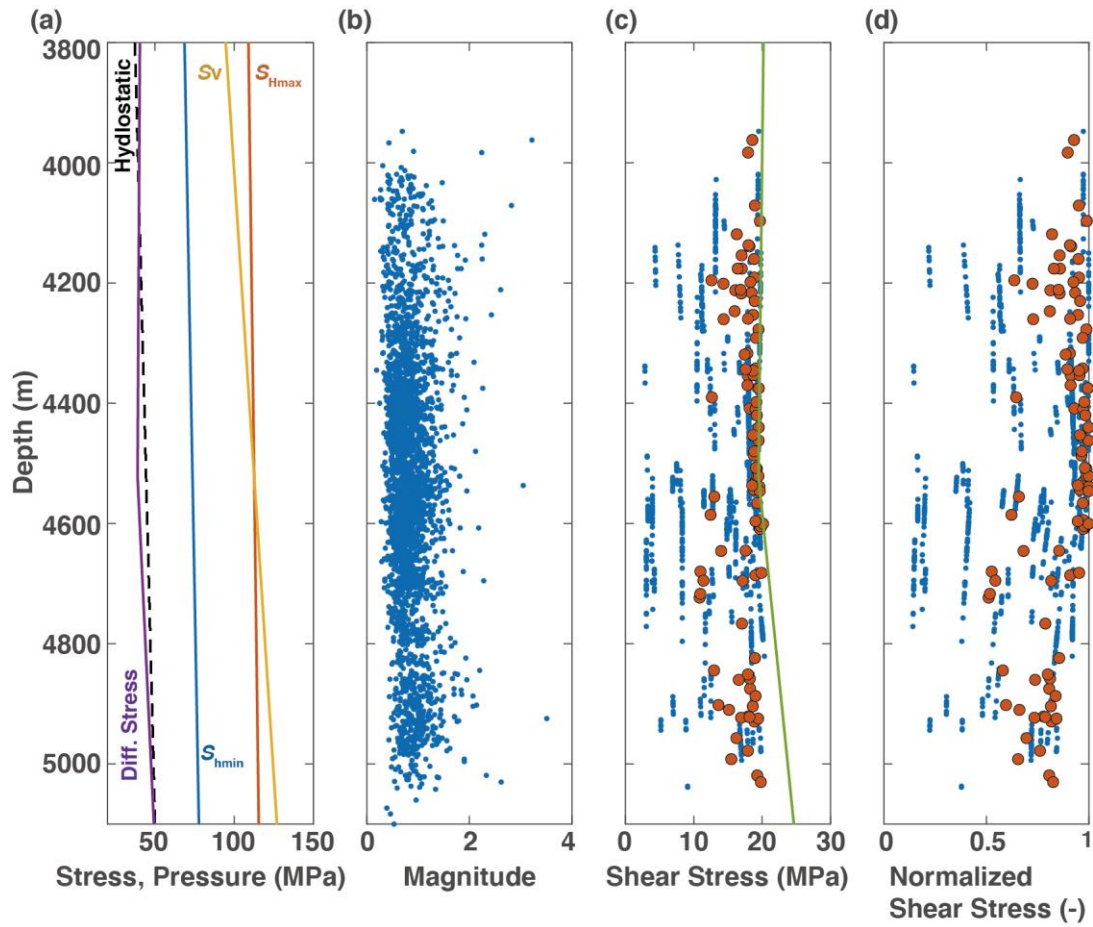 (a)
(b)
(c)
(d)
3800
4000
4200
4400
4600
4800
5000
Depth (m)
Hydlostatic
Sv
SHmax
Diff. Stress
Shmin
50
100
150
Stress, Pressure (MPa)
0
1
2
3
4
Magnitude
0
10
20
30
Shear Stress (MPa)
0
0.5
1
Normalized
Shear Stress (-)